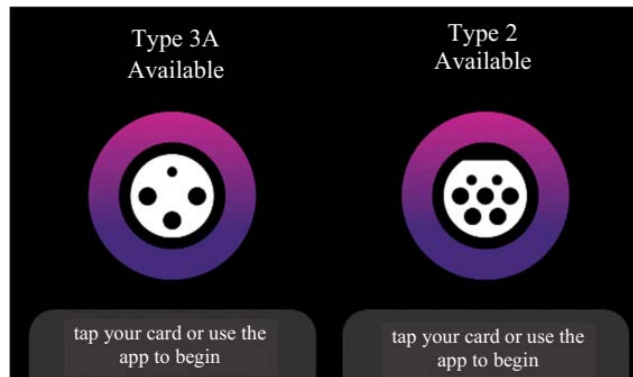 Type 3A
Available
Type 2
Available
tap your card or use the
app to begin
tap your card or use the
app to begin